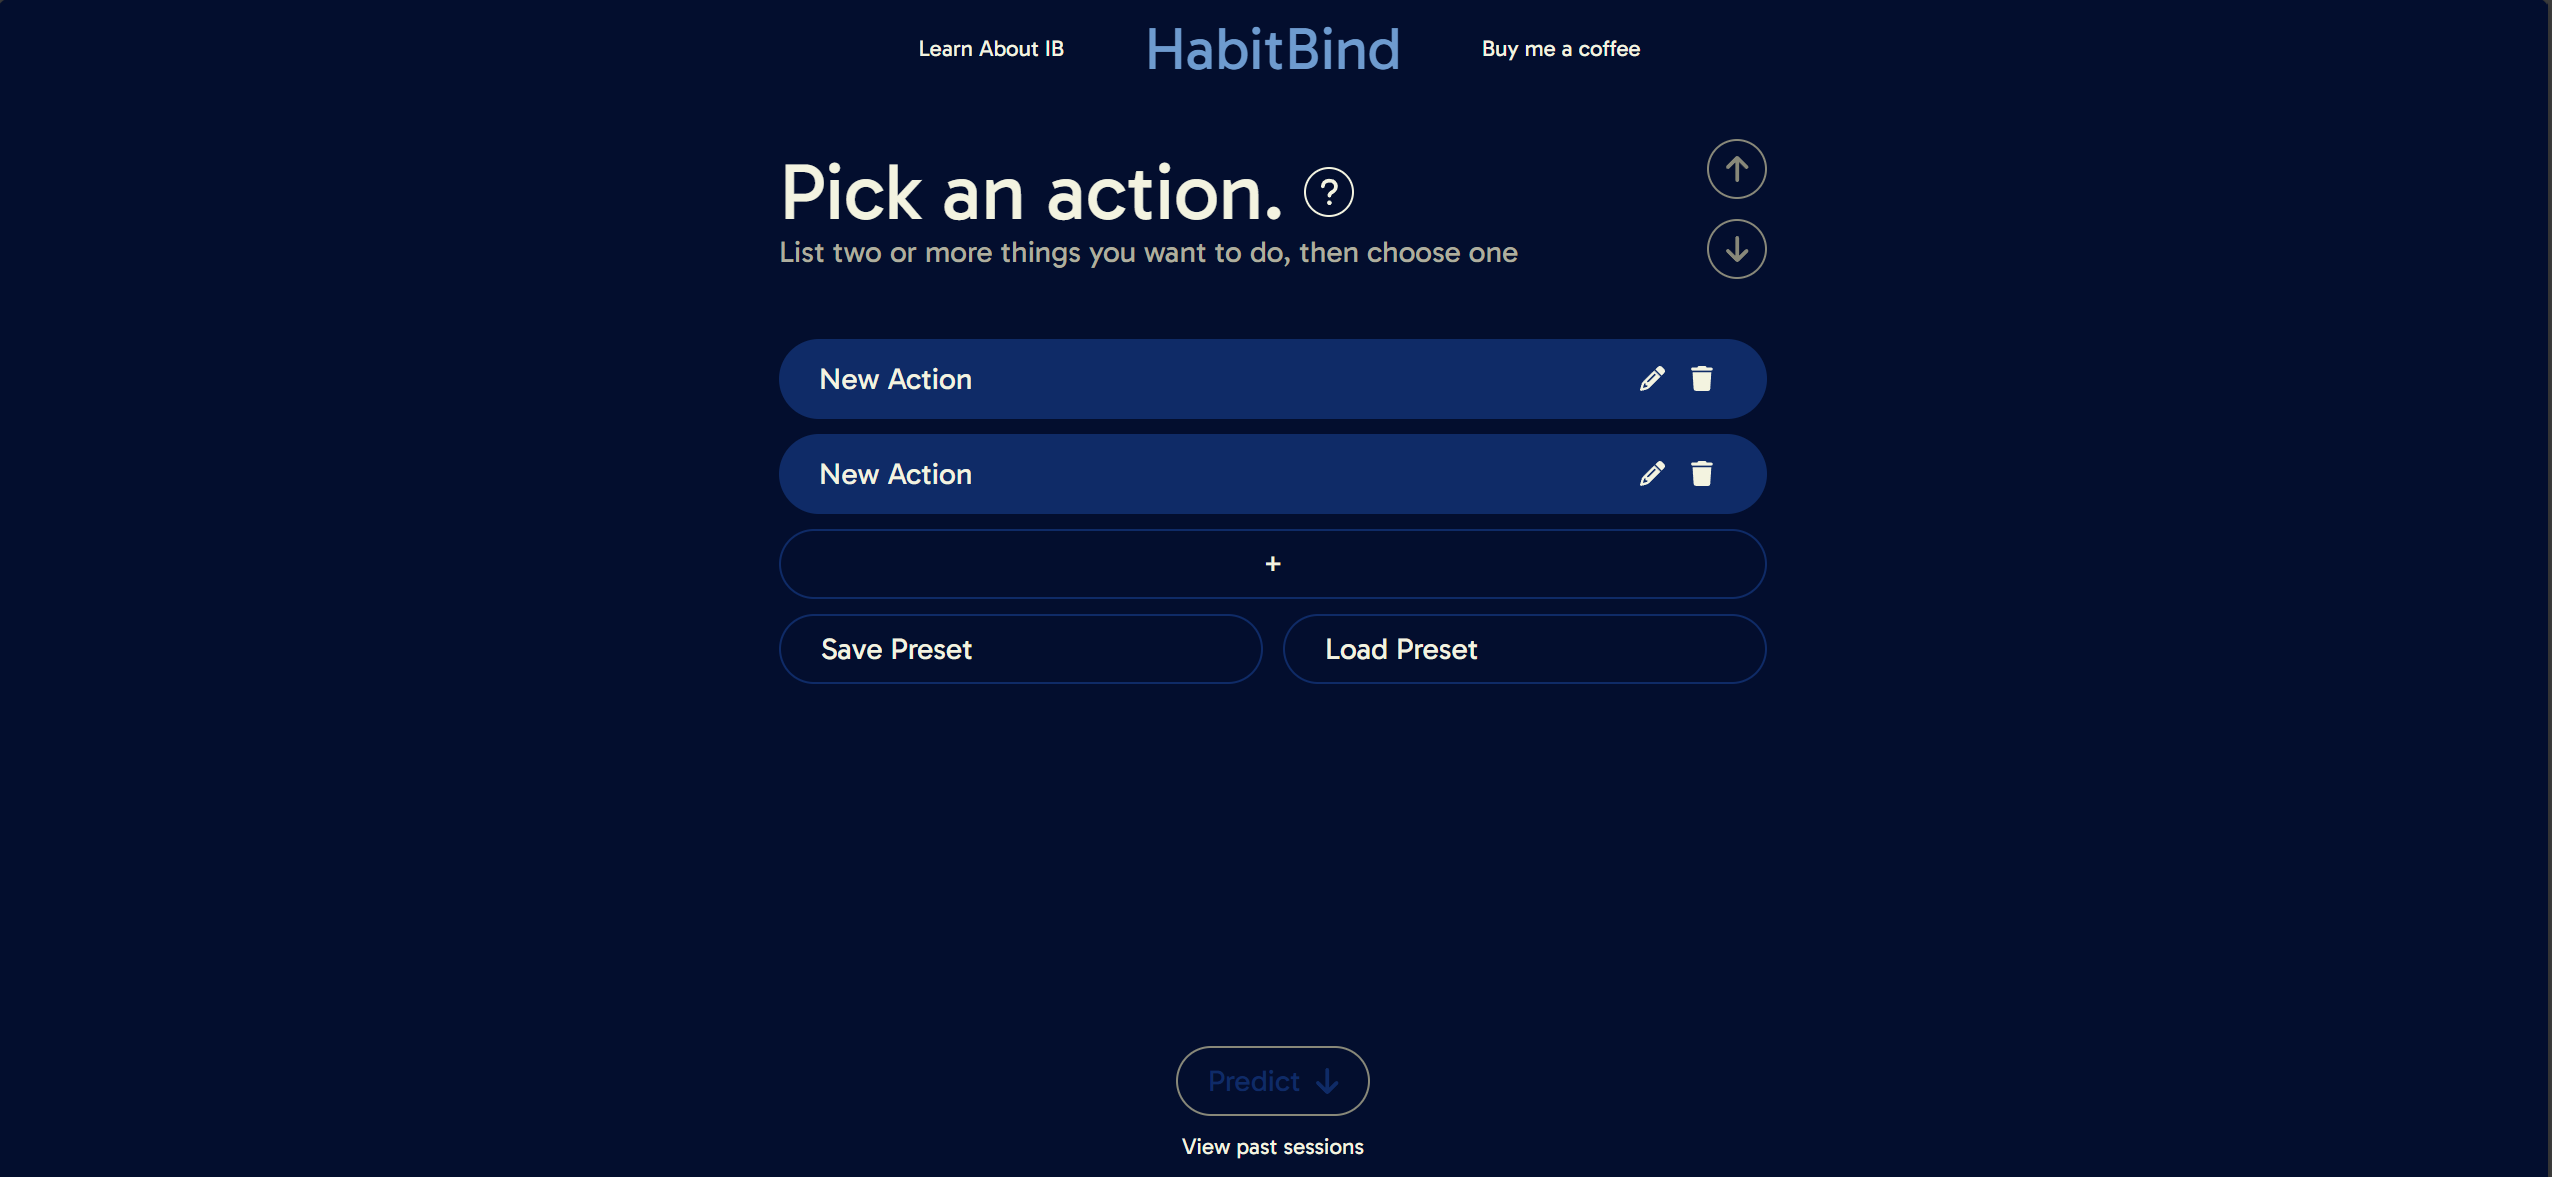 Learn About IB HabitBind Buy me a coffee
Pick an action. ?
List two or more things you want to do, then choose one
New Action
New Action
+
Save Preset Load Preset
Predict ↓
View past sessions